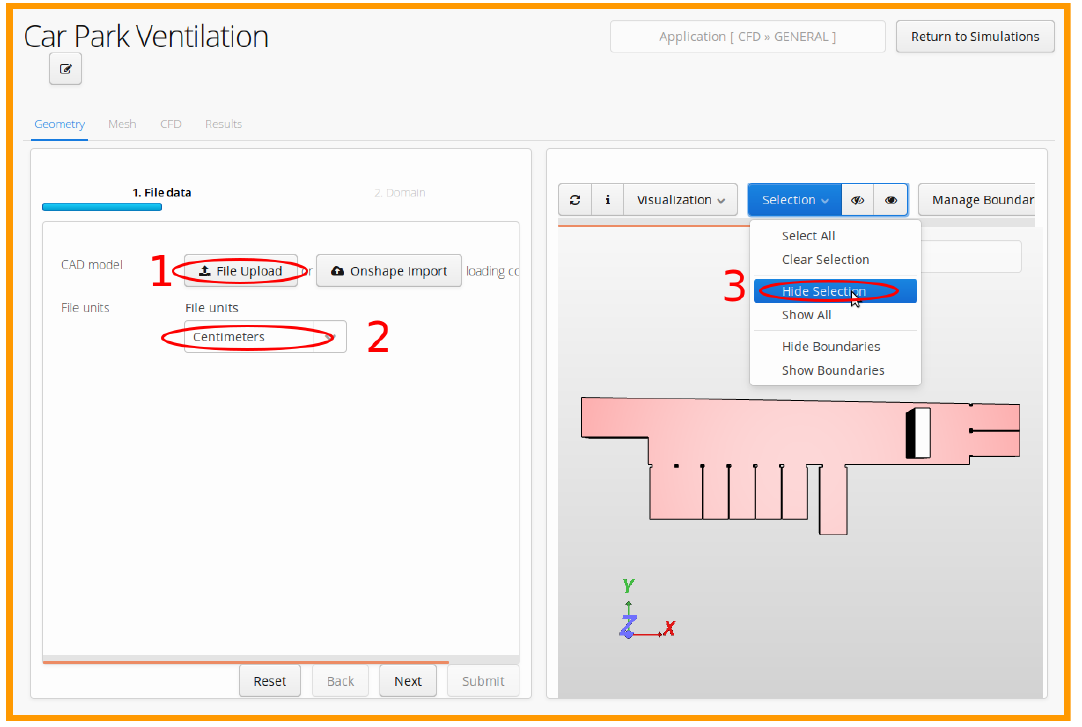 Car Park Ventilation
Application [ CFD » GENERAL ]
Return to Simulations
Geometry Mesh CFD Results
1. File data
2. Domain
CAD model
1
File Upload
or
Onshape Import
loading
File units
File units
Centimeters
2
Reset
Back
Next
Submit
i
Visualization
Selection
Manage Boundar
Select All
Clear Selection
3
Hide Selection
Show All
Hide Boundaries
Show Boundaries
Y
Z
X